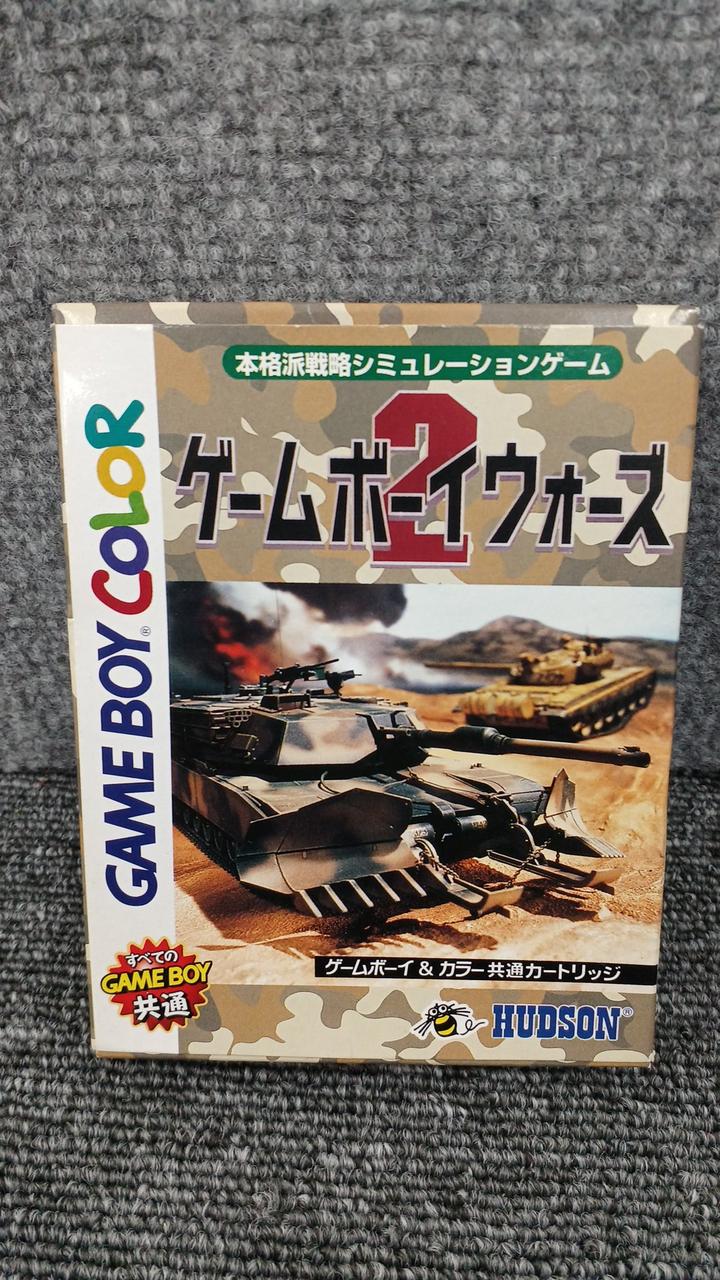 本格派戦略シミュレーションゲーム
ゲームボーイウォーズ
2
GAME BOY® COLOR
ゲームボーイ & カラー共通カートリッジ
すべての
GAME BOY
共通
HUDSON®